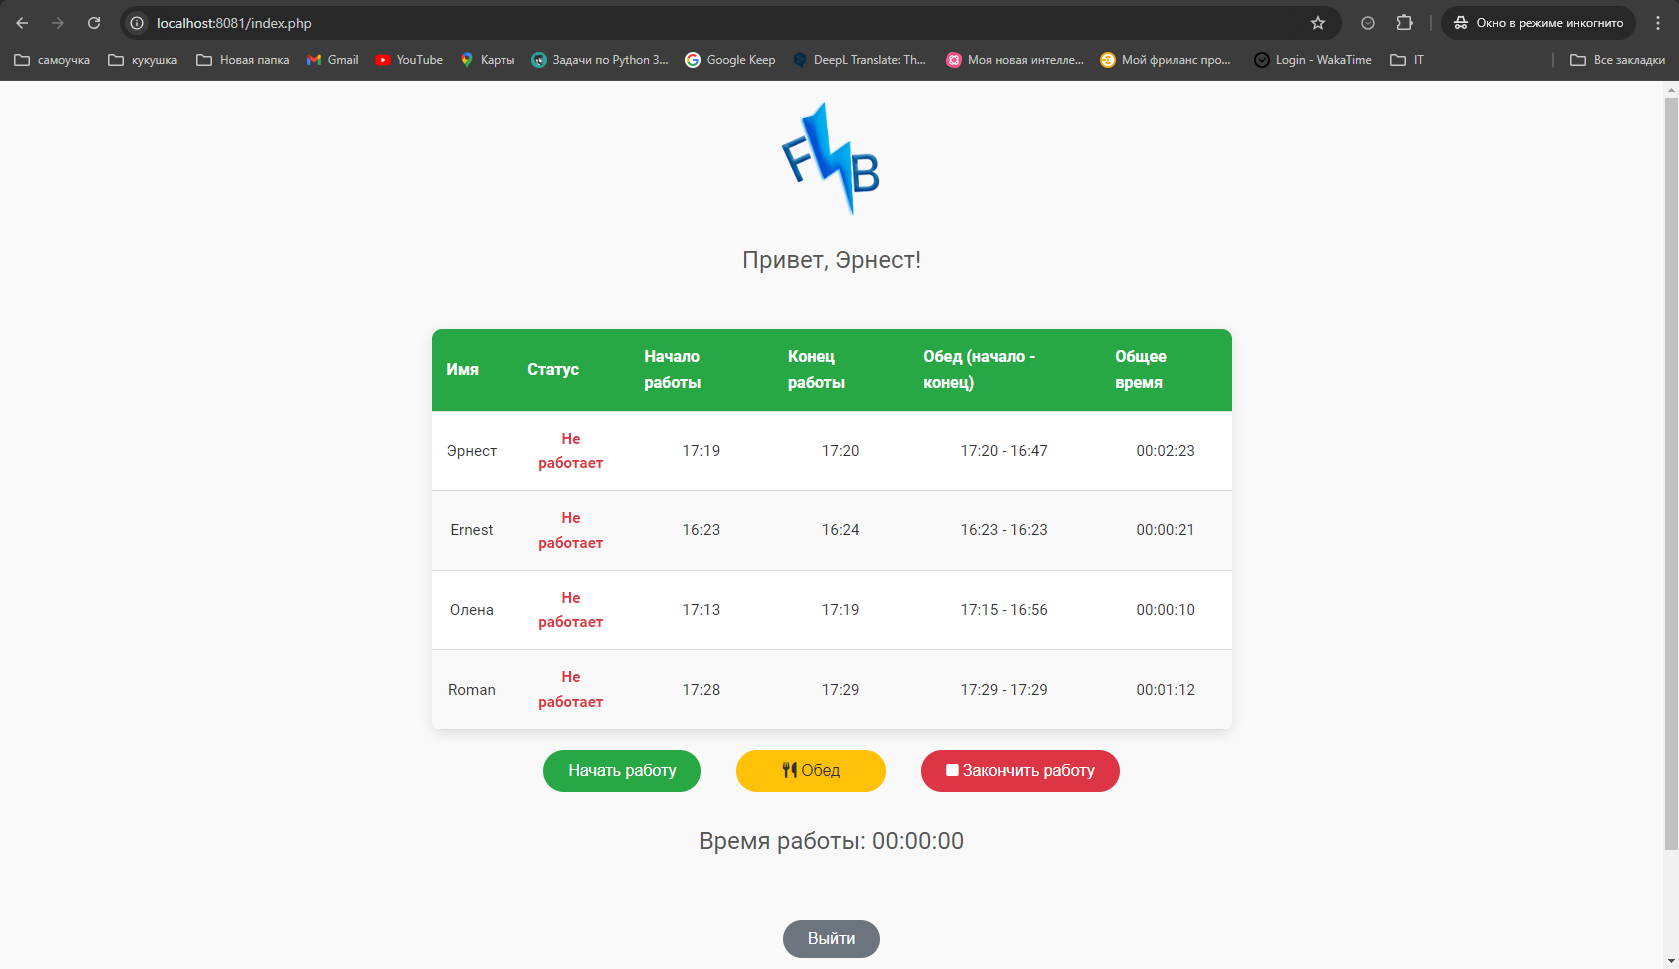 localhost:8081/index.php
Окно в режиме инкогнито
самоучка
кукушка
Новая папка
Gmail
YouTube
Карты
Задачи по Python 3...
Google Keep
DeepL Translate: Th...
Моя новая интелле...
Мой фриланс про...
Login - WakaTime
IT
Все закладки
F B
Привет, Эрнест!
Имя Статус Начало работы Конец работы Обед (начало - конец) Общее время
Эрнест Не работает 17:19 17:20 17:20 - 16:47 00:02:23
Ernest Не работает 16:23 16:24 16:23 - 16:23 00:00:21
Олена Не работает 17:13 17:19 17:15 - 16:56 00:00:10
Roman Не работает 17:28 17:29 17:29 - 17:29 00:01:12
Начать работу
Обед
Закончить работу
Время работы: 00:00:00
Выйти